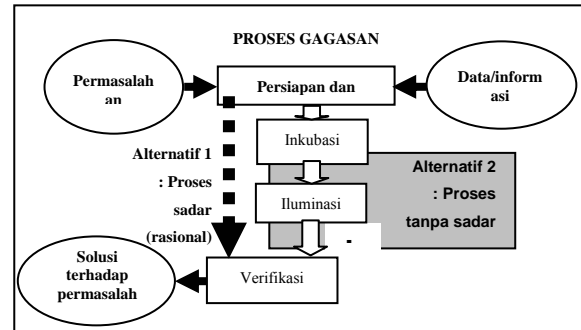 PROSES GAGASAN
Permasalah
an
Persiapan dan
Data/inform
asi
Inkubasi
Alternatif 1
: Proses
sadar
(rasional)
Alternatif 2
: Proses
tanpa sadar
Iluminasi
-
Verifikasi
Solusi
terhadap
permasalah